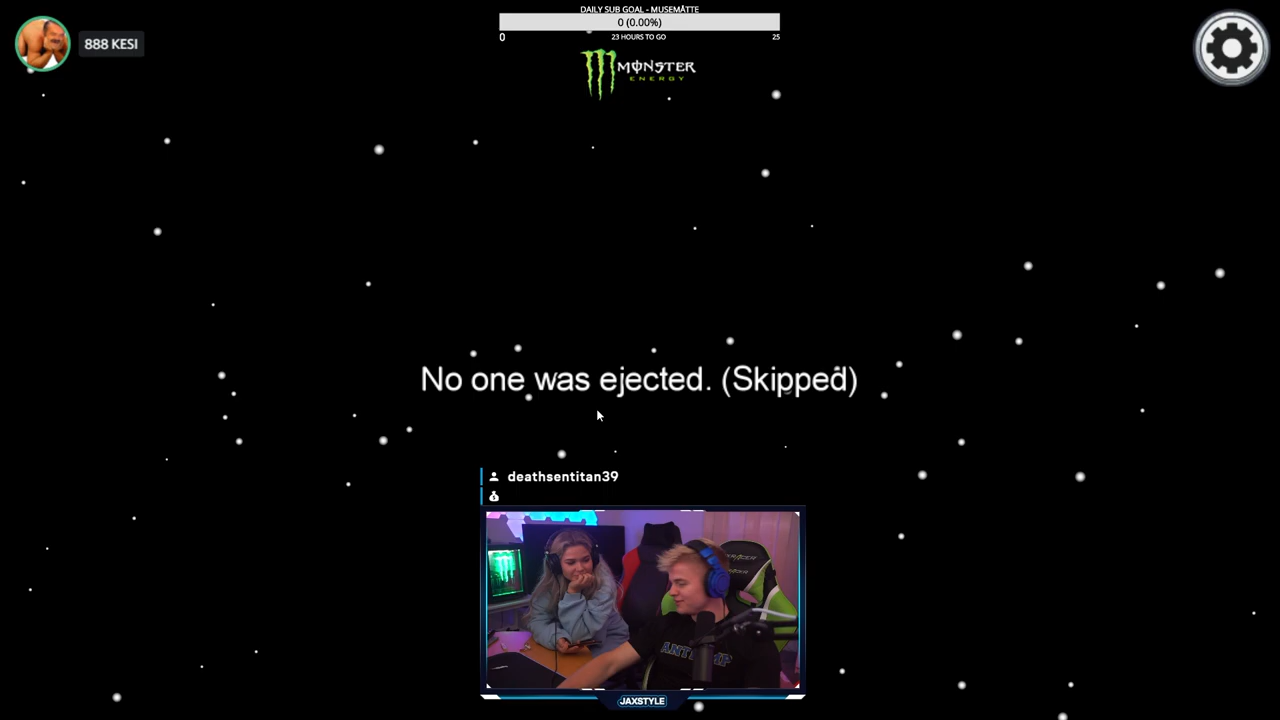 DAILY SUB GOAL - MUSEMÅTTE
0 (0.00%)
0
23 HOURS TO GO
25
888 KESI
MONSTER
ENERGY
No one was ejected. (Skipped)
deathsentitan39
JAXSTYLE